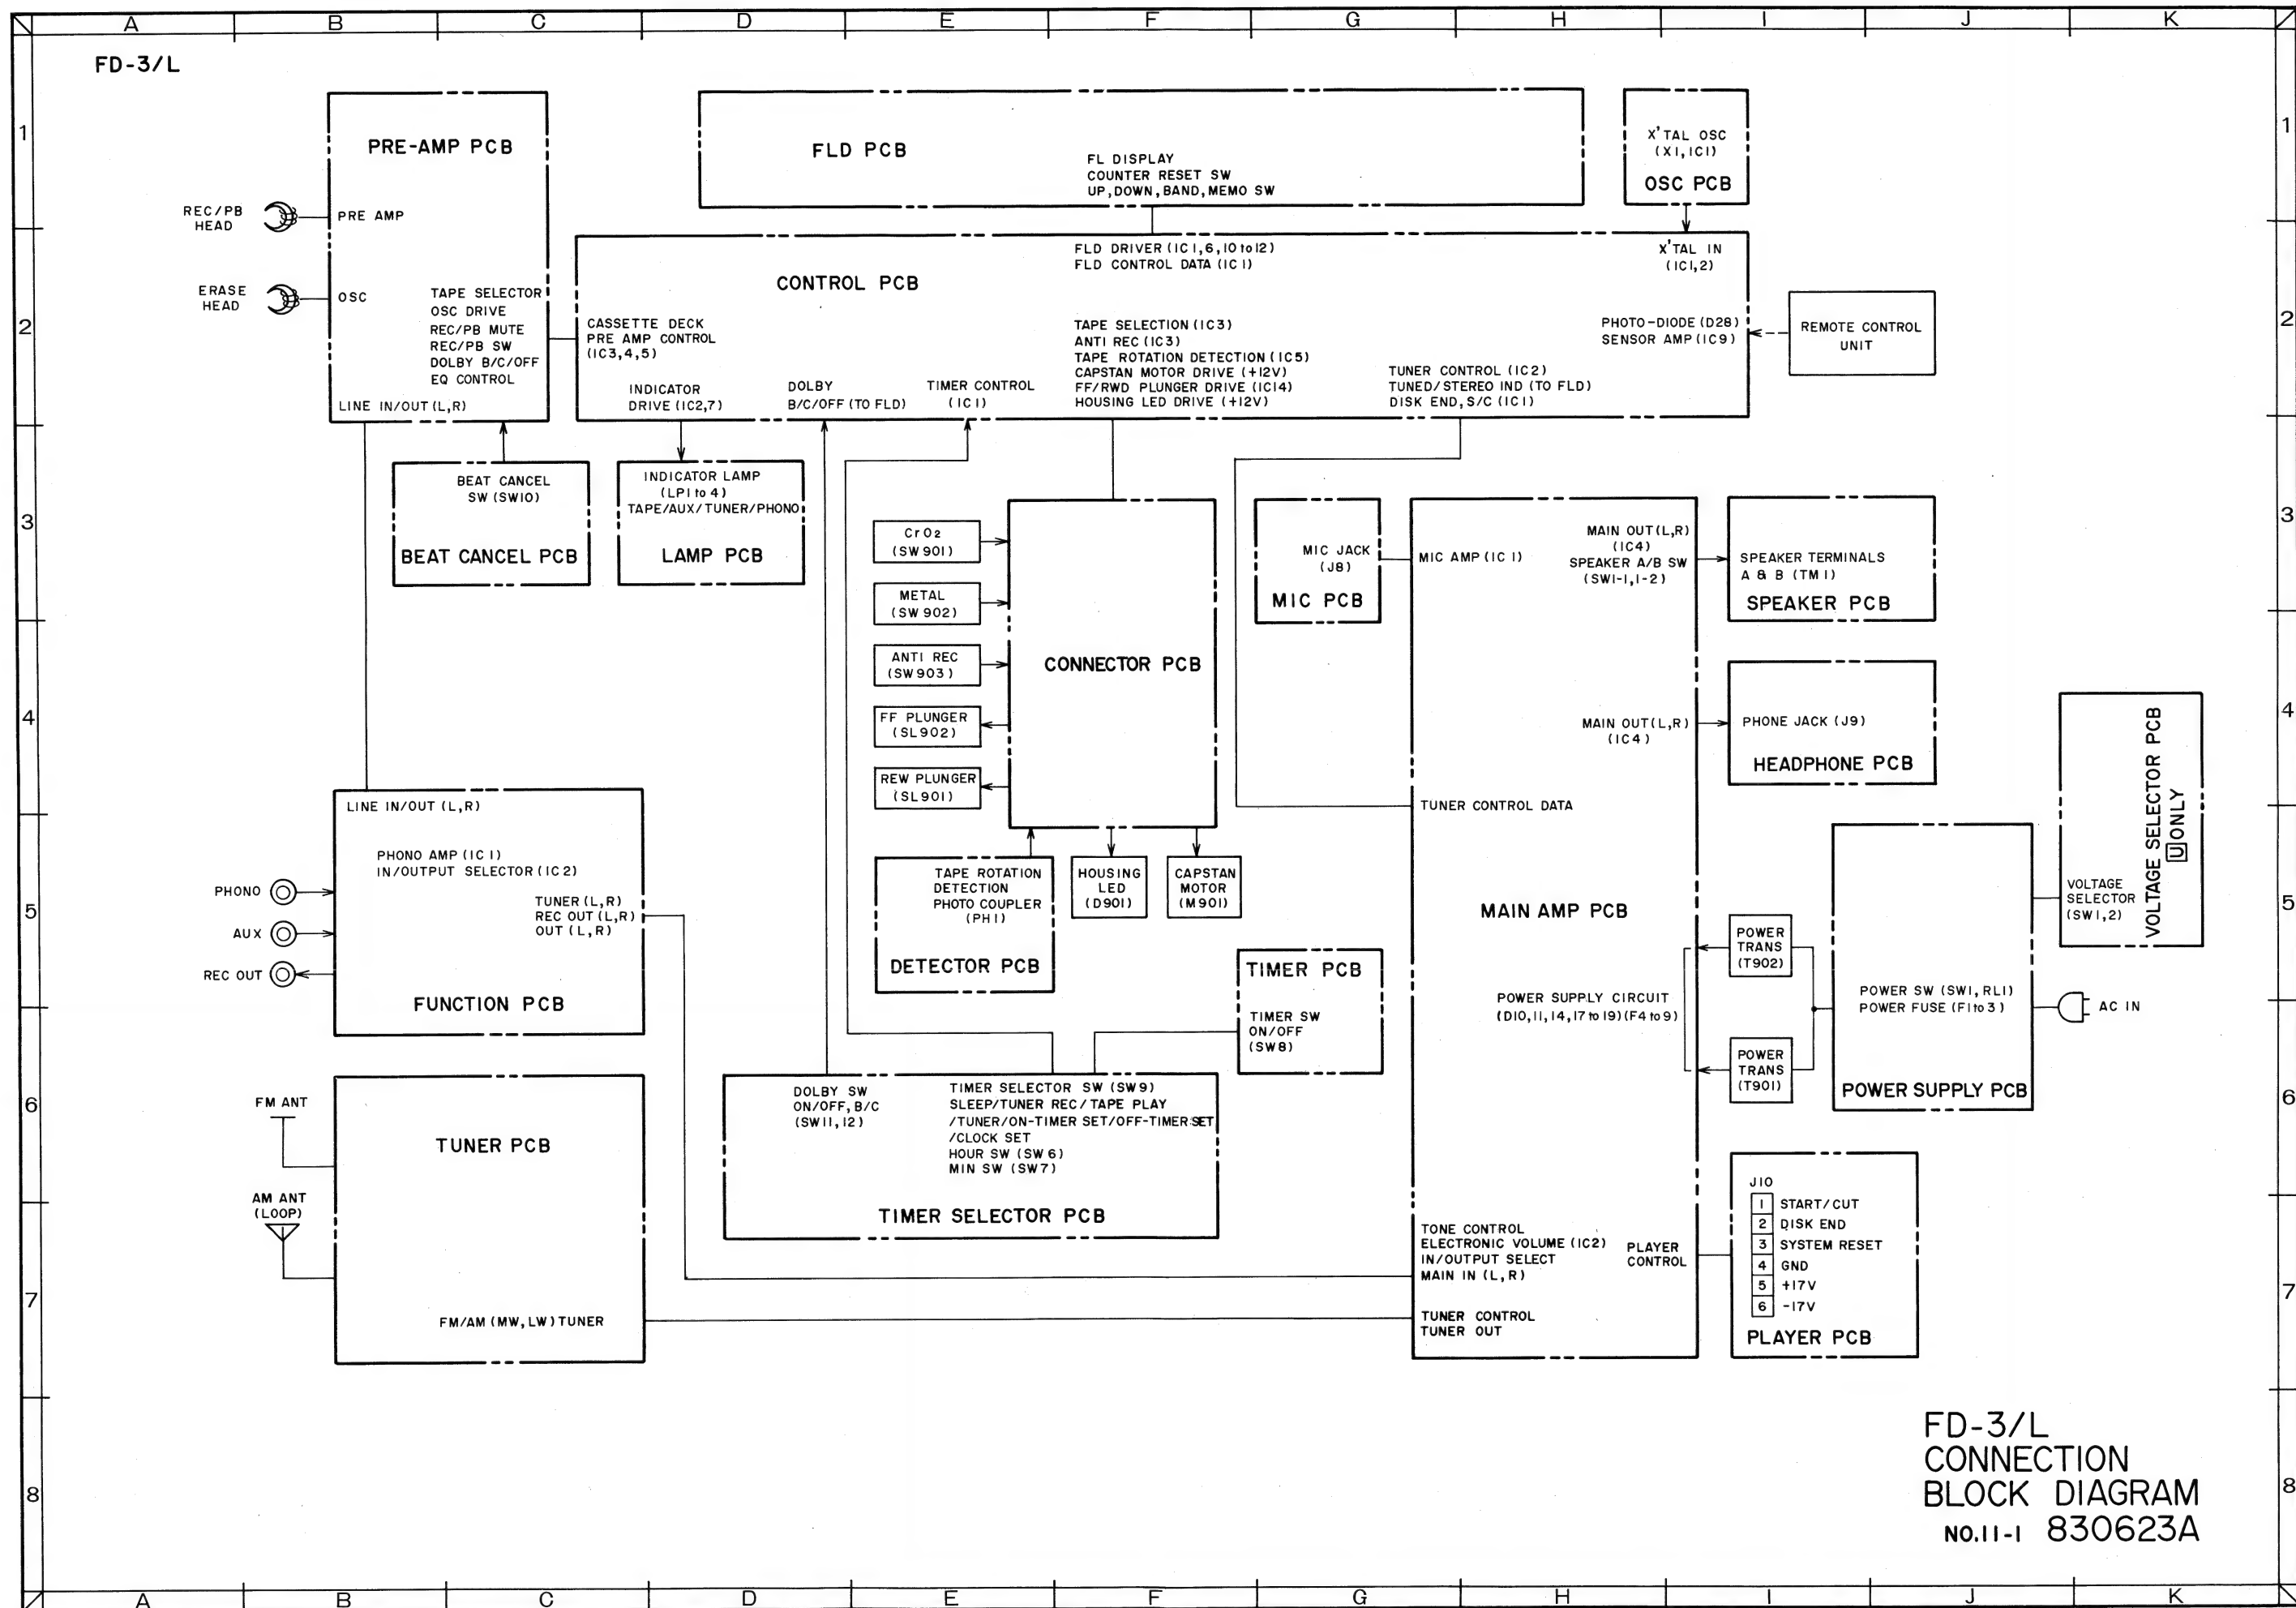 A B C D E F G H I J K
FD-3/L
1
2
3
4
5
6
7
8
PRE-AMP PCB
REC/PB
HEAD
PRE AMP
ERASE
HEAD
OSC
TAPE SELECTOR
OSC DRIVE
REC/PB MUTE
REC/PB SW
DOLBY B/C/OFF
EQ CONTROL
LINE IN/OUT (L,R)
FLD PCB
FL DISPLAY
COUNTER RESET SW
UP, DOWN, BAND, MEMO SW
X'TAL OSC
(X1, IC1)
OSC PCB
CONTROL PCB
FLD DRIVER (IC1, 6, 10 to 12)
FLD CONTROL DATA (IC1)
X'TAL IN
(IC1, 2)
CASSETTE DECK
PRE AMP CONTROL
(IC3, 4, 5)
INDICATOR
DRIVE (IC2, 7)
DOLBY
B/C/OFF (TO FLD)
TIMER CONTROL
(IC1)
TAPE SELECTION (IC3)
ANTI REC (IC3)
TAPE ROTATION DETECTION (IC5)
CAPSTAN MOTOR DRIVE (+12V)
FF/RWD PLUNGER DRIVE (IC14)
HOUSING LED DRIVE (+12V)
TUNER CONTROL (IC2)
TUNED/STEREO IND (TO FLD)
DISK END, S/C (IC1)
PHOTO-DIODE (D28)
SENSOR AMP (IC9)
REMOTE CONTROL
UNIT
BEAT CANCEL
SW (SW10)
BEAT CANCEL PCB
INDICATOR LAMP
(LP1 to 4)
TAPE/AUX/TUNER/PHONO
LAMP PCB
CrO2
(SW901)
METAL
(SW902)
ANTI REC
(SW903)
FF PLUNGER
(SL902)
REW PLUNGER
(SL901)
CONNECTOR PCB
MIC JACK
(J8)
MIC PCB
MIC AMP (IC1)
MAIN OUT (L,R)
(IC4)
SPEAKER A/B SW
(SW1-1, 1-2)
SPEAKER TERMINALS
A & B (TM1)
SPEAKER PCB
MAIN OUT (L,R)
(IC4)
PHONE JACK (J9)
HEADPHONE PCB
TUNER CONTROL DATA
MAIN AMP PCB
VOLTAGE SELECTOR PCB
U ONLY
VOLTAGE
SELECTOR
(SW1, 2)
LINE IN/OUT (L,R)
PHONO AMP (IC1)
IN/OUTPUT SELECTOR (IC2)
PHONO
AUX
REC OUT
TUNER (L,R)
REC OUT (L,R)
OUT (L,R)
FUNCTION PCB
TAPE ROTATION
DETECTION
PHOTO COUPLER
(PH1)
DETECTOR PCB
HOUSING
LED
(D901)
CAPSTAN
MOTOR
(M901)
TIMER PCB
TIMER SW
ON/OFF
(SW8)
POWER SUPPLY CIRCUIT
(D10, 11, 14, 17 to 19) (F4 to 9)
POWER
TRANS
(T902)
POWER
TRANS
(T901)
POWER SW (SW1, RL1)
POWER FUSE (F1 to 3)
POWER SUPPLY PCB
AC IN
FM ANT
AM ANT
(LOOP)
TUNER PCB
FM/AM (MW, LW) TUNER
DOLBY SW
ON/OFF, B/C
(SW11, 12)
TIMER SELECTOR SW (SW9)
SLEEP/TUNER REC/TAPE PLAY
/TUNER/ON-TIMER SET/OFF-TIMER SET
/CLOCK SET
HOUR SW (SW6)
MIN SW (SW7)
TIMER SELECTOR PCB
TONE CONTROL
ELECTRONIC VOLUME (IC2)
IN/OUTPUT SELECT
MAIN IN (L,R)
TUNER CONTROL
TUNER OUT
PLAYER
CONTROL
J10
1 START/CUT
2 DISK END
3 SYSTEM RESET
4 GND
5 +17V
6 -17V
PLAYER PCB
FD-3/L
CONNECTION
BLOCK DIAGRAM
NO.11-1 830623A
1
2
3
4
5
6
7
8
A B C D E F G H I J K